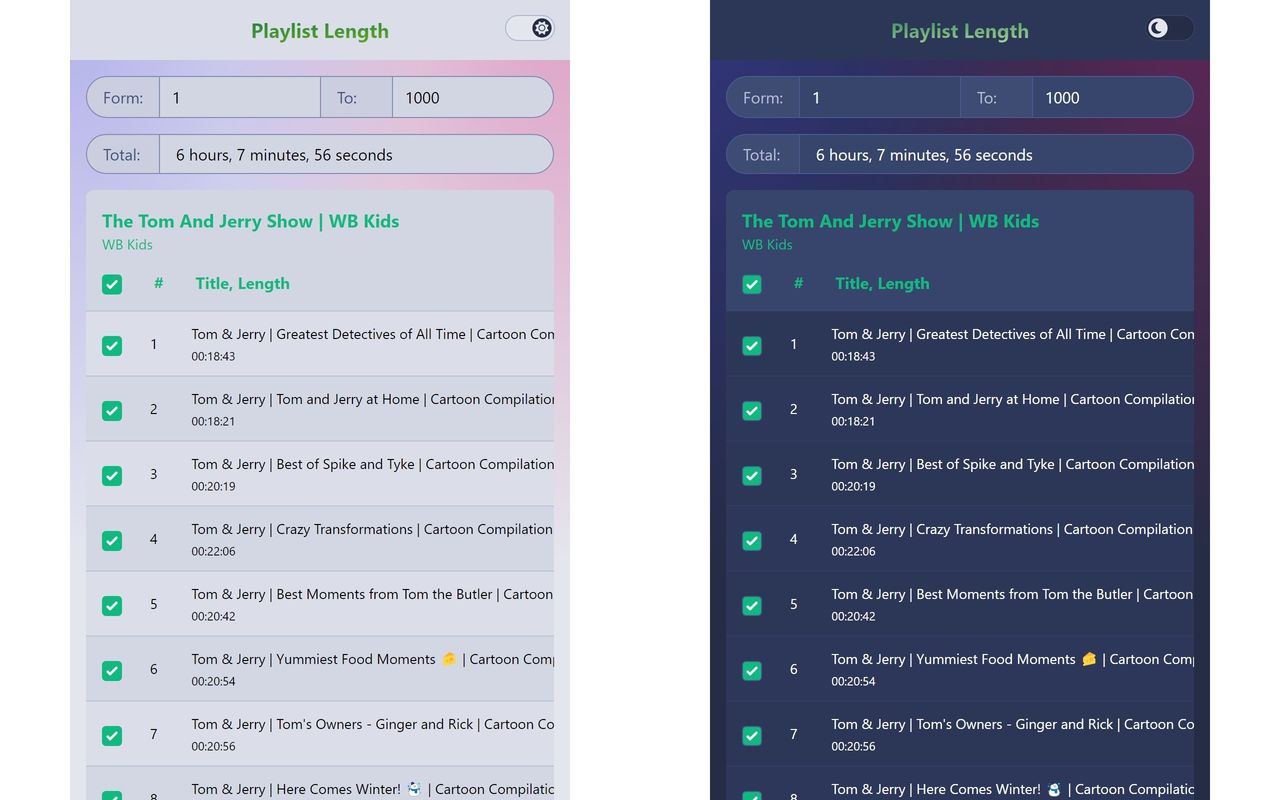 Playlist Length
Form: 1 To: 1000
Total: 6 hours, 7 minutes, 56 seconds
The Tom And Jerry Show | WB Kids
WB Kids
# Title, Length
1 Tom & Jerry | Greatest Detectives of All Time | Cartoon Com
00:18:43
2 Tom & Jerry | Tom and Jerry at Home | Cartoon Compilation
00:18:21
3 Tom & Jerry | Best of Spike and Tyke | Cartoon Compilation
00:20:19
4 Tom & Jerry | Crazy Transformations | Cartoon Compilation
00:22:06
5 Tom & Jerry | Best Moments from Tom the Butler | Cartoon
00:20:42
6 Tom & Jerry | Yummiest Food Moments 🧀 | Cartoon Comp
00:20:54
7 Tom & Jerry | Tom's Owners - Ginger and Rick | Cartoon Co
00:20:56
8 Tom & Jerry | Here Comes Winter! ⛄ | Cartoon Compilatio
Playlist Length
Form: 1 To: 1000
Total: 6 hours, 7 minutes, 56 seconds
The Tom And Jerry Show | WB Kids
WB Kids
# Title, Length
1 Tom & Jerry | Greatest Detectives of All Time | Cartoon Com
00:18:43
2 Tom & Jerry | Tom and Jerry at Home | Cartoon Compilation
00:18:21
3 Tom & Jerry | Best of Spike and Tyke | Cartoon Compilation
00:20:19
4 Tom & Jerry | Crazy Transformations | Cartoon Compilation
00:22:06
5 Tom & Jerry | Best Moments from Tom the Butler | Cartoon
00:20:42
6 Tom & Jerry | Yummiest Food Moments 🧀 | Cartoon Comp
00:20:54
7 Tom & Jerry | Tom's Owners - Ginger and Rick | Cartoon Co
00:20:56
8 Tom & Jerry | Here Comes Winter! ⛄ | Cartoon Compilatio